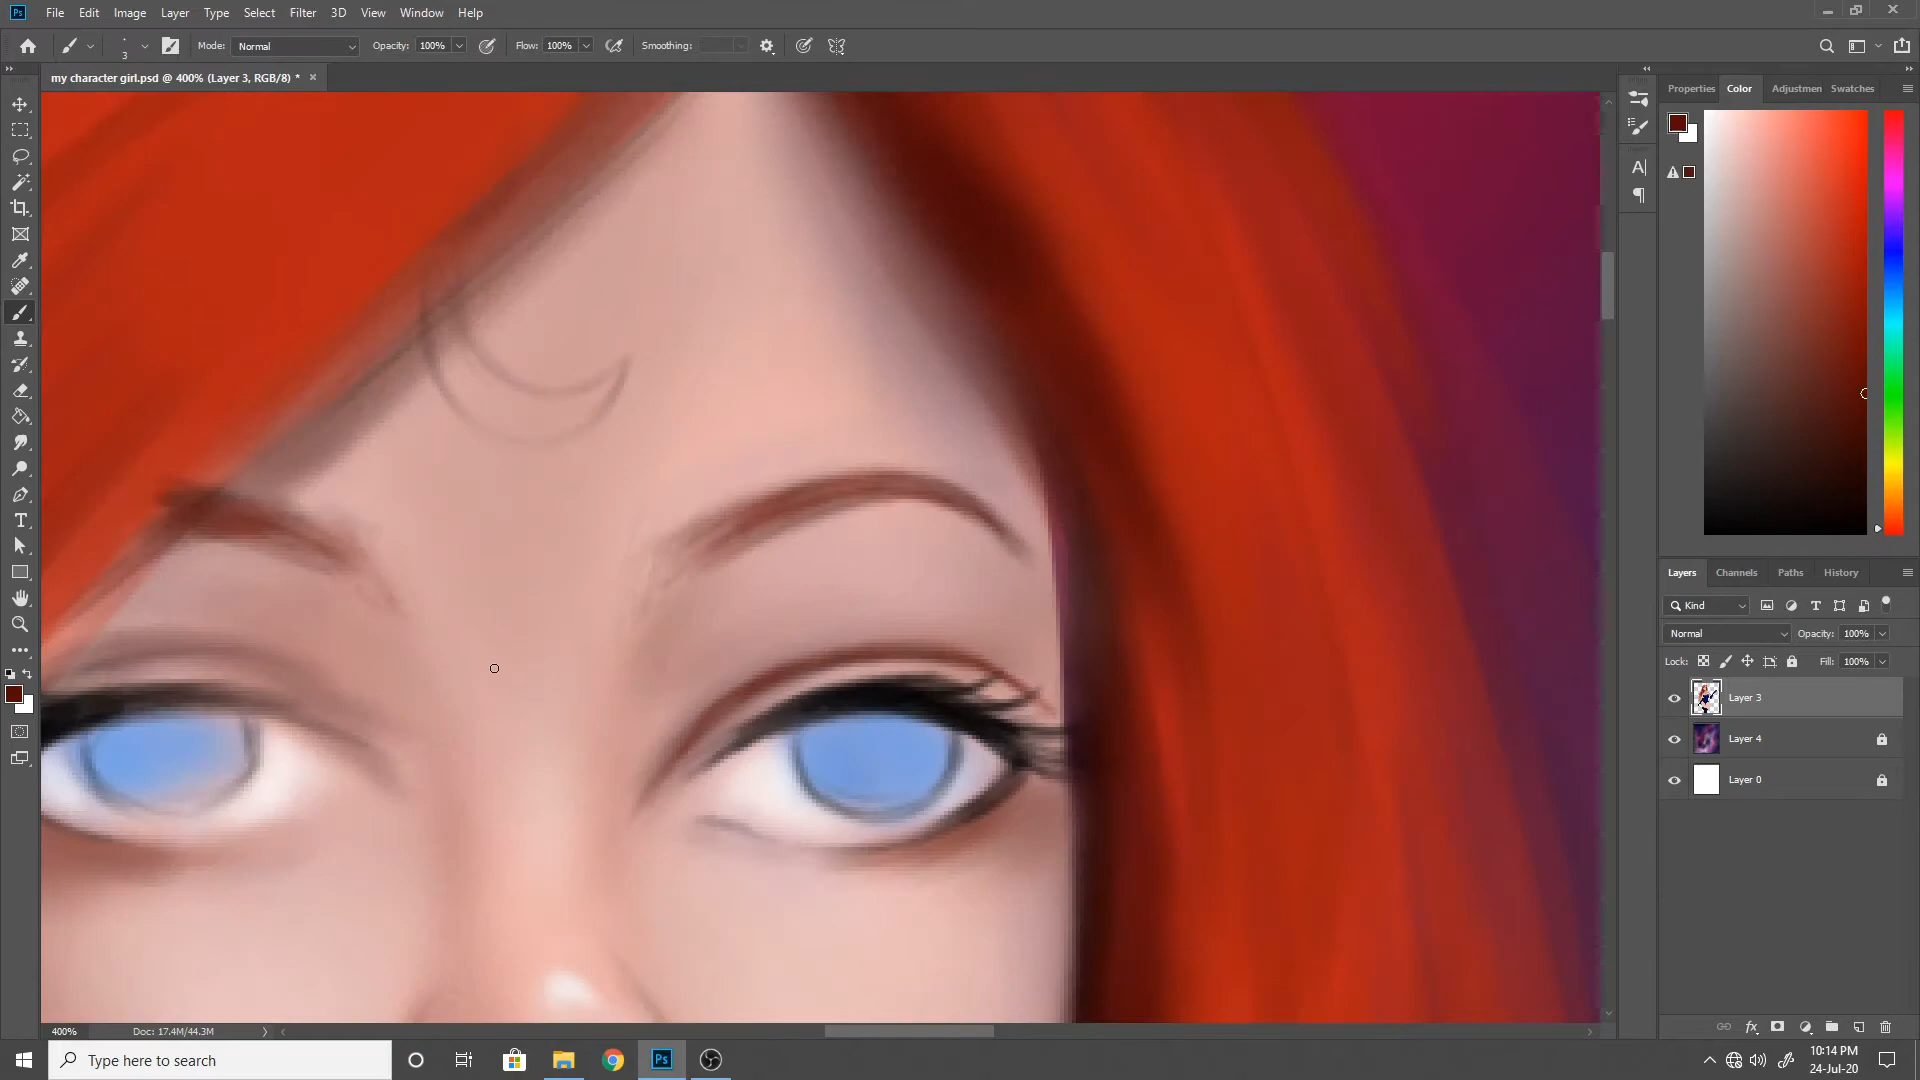 Ps File Edit Image Layer Type Select Filter 3D View Window Help
3 Mode: Normal Opacity: 100% Flow: 100% Smoothing:
my character girl.psd @ 400% (Layer 3, RGB/8) * ×
Properties Color Adjustmen Swatches
Layers Channels Paths History
Kind
Normal Opacity: 100%
Lock: Fill: 100%
Layer 3
Layer 4
Layer 0
400% Doc: 17.4M/44.3M
Type here to search
Ps
10:14 PM
24-Jul-20